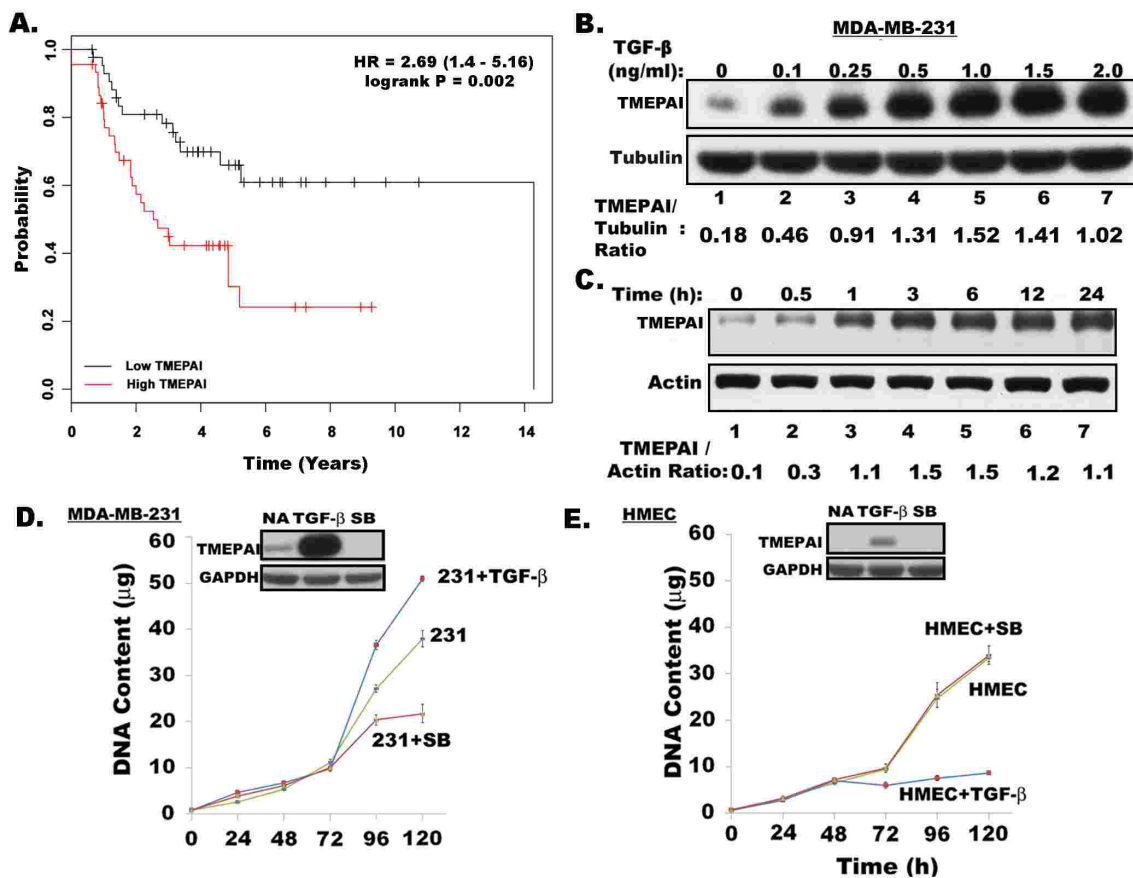 A.
HR = 2.69 (1.4 - 5.16)
logrank P = 0.002
1.0
0.8
0.6
0.4
0.2
0.0
Probability
Low TMEPAI
High TMEPAI
0 2 4 6 8 10 12 14
Time (Years)
B.
MDA-MB-231
TGF-β
(ng/ml): 0 0.1 0.25 0.5 1.0 1.5 2.0
TMEPAI
Tubulin
1 2 3 4 5 6 7
TMEPAI/
Tubulin :
Ratio
0.18 0.46 0.91 1.31 1.52 1.41 1.02
C.
Time (h): 0 0.5 1 3 6 12 24
TMEPAI
Actin
1 2 3 4 5 6 7
TMEPAI /
Actin Ratio: 0.1 0.3 1.1 1.5 1.5 1.2 1.1
D.
MDA-MB-231
NA TGF-β SB
TMEPAI
GAPDH
60
50
40
30
20
10
0
DNA Content (μg)
231+TGF-β
231
231+SB
0 24 48 72 96 120
E.
HMEC
NA TGF-β SB
TMEPAI
GAPDH
60
50
40
30
20
10
0
DNA Content (μg)
HMEC+SB
HMEC
HMEC+TGF-β
0 24 48 72 96 120
Time (h)